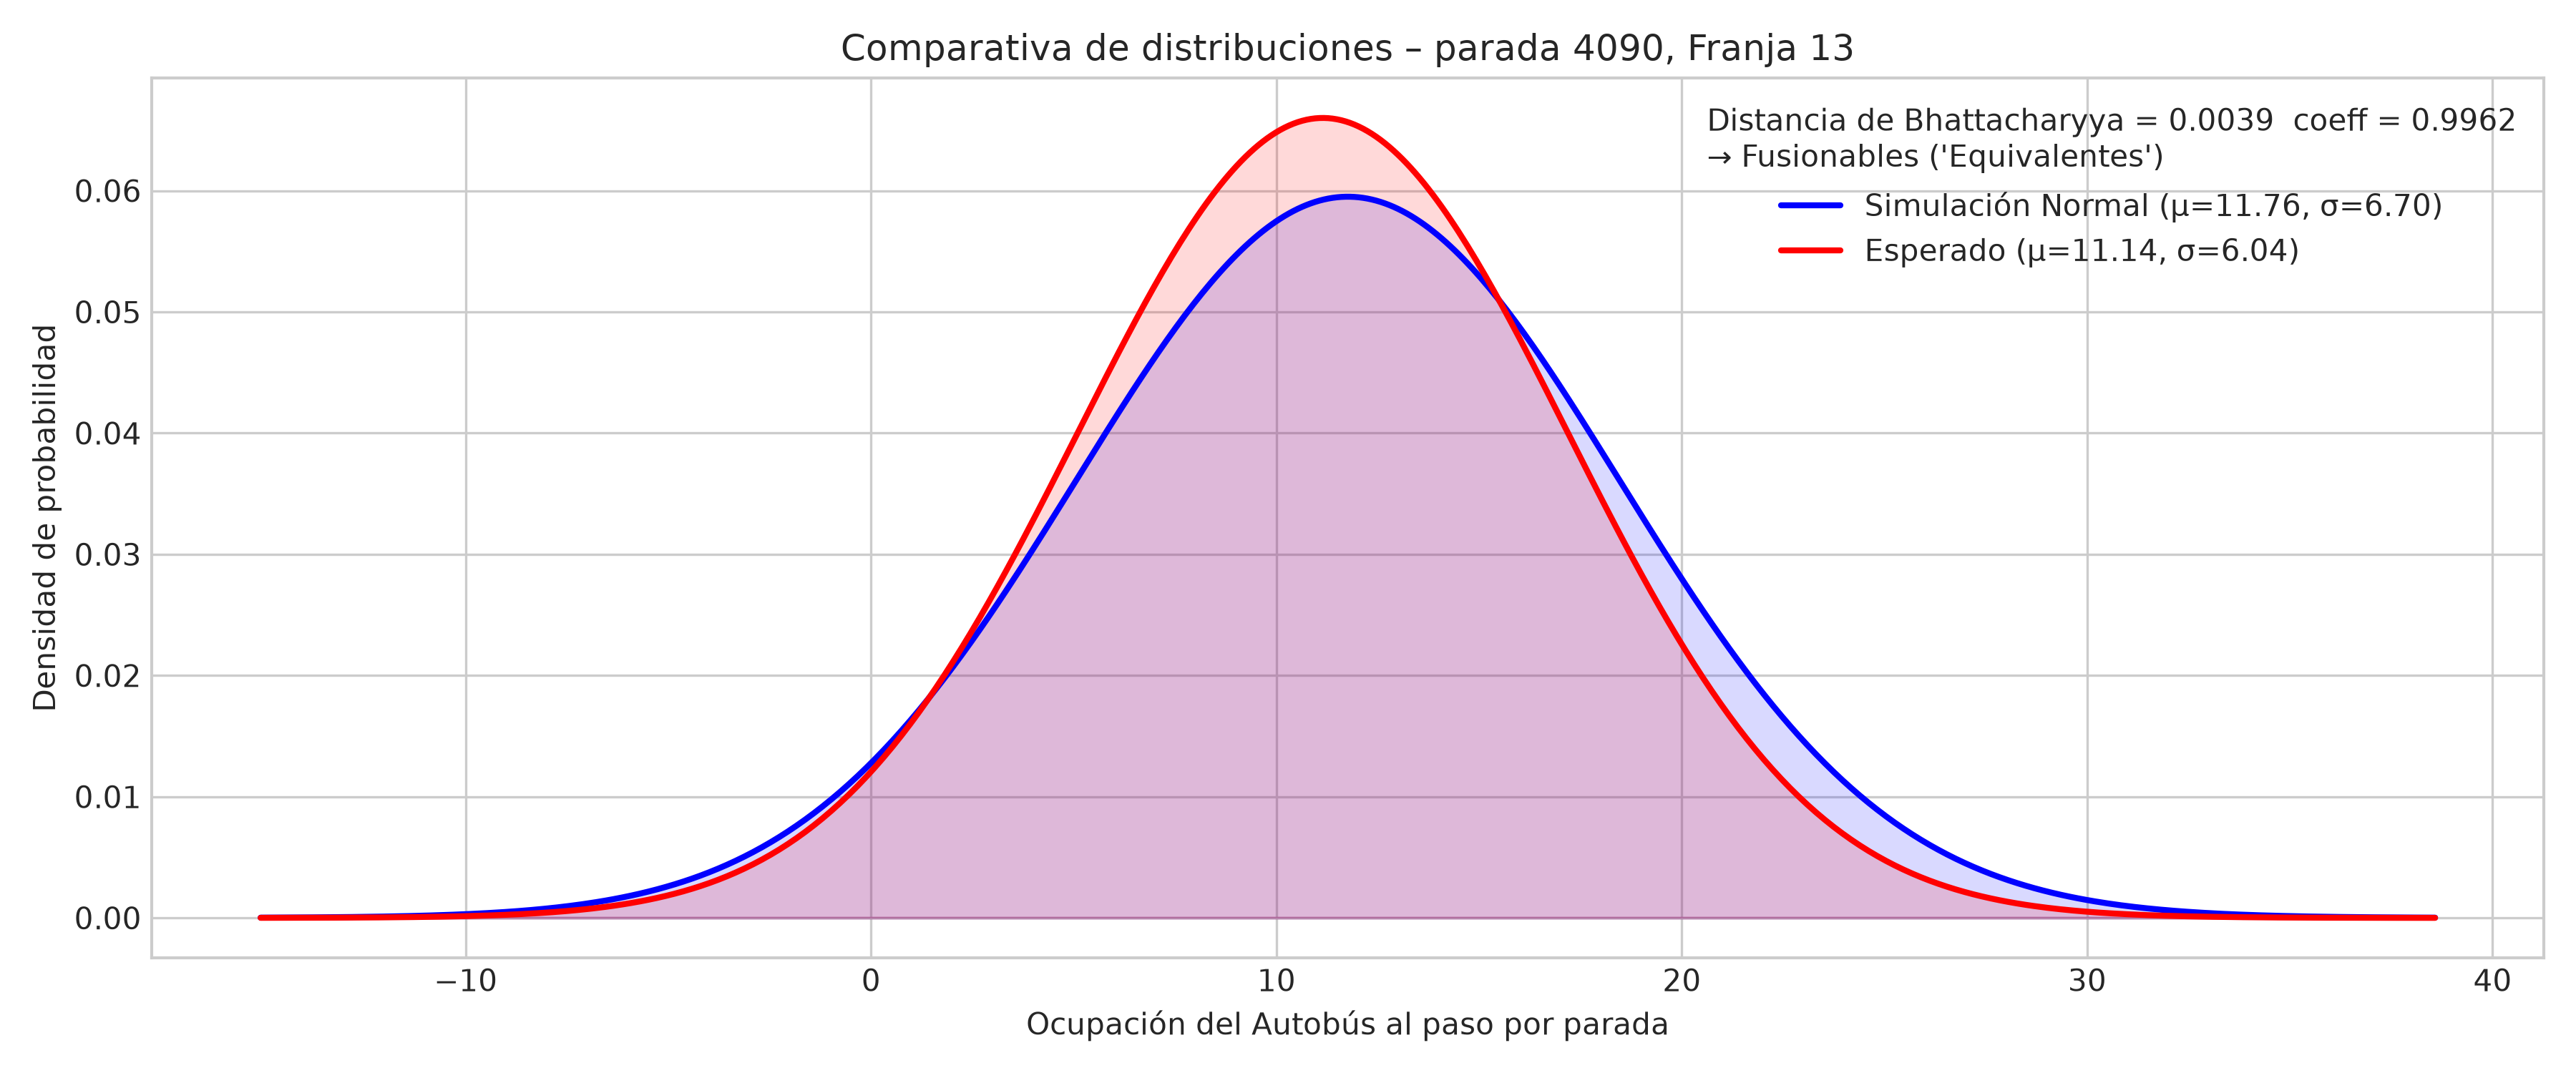 Comparativa de distribuciones – parada 4090, Franja 13
Distancia de Bhattacharyya = 0.0039  coeff = 0.9962
→ Fusionables ('Equivalentes')
Simulación Normal (μ=11.76, σ=6.70)
Esperado (μ=11.14, σ=6.04)
Densidad de probabilidad
0.06
0.05
0.04
0.03
0.02
0.01
0.00
−10 0 10 20 30 40
Ocupación del Autobús al paso por parada